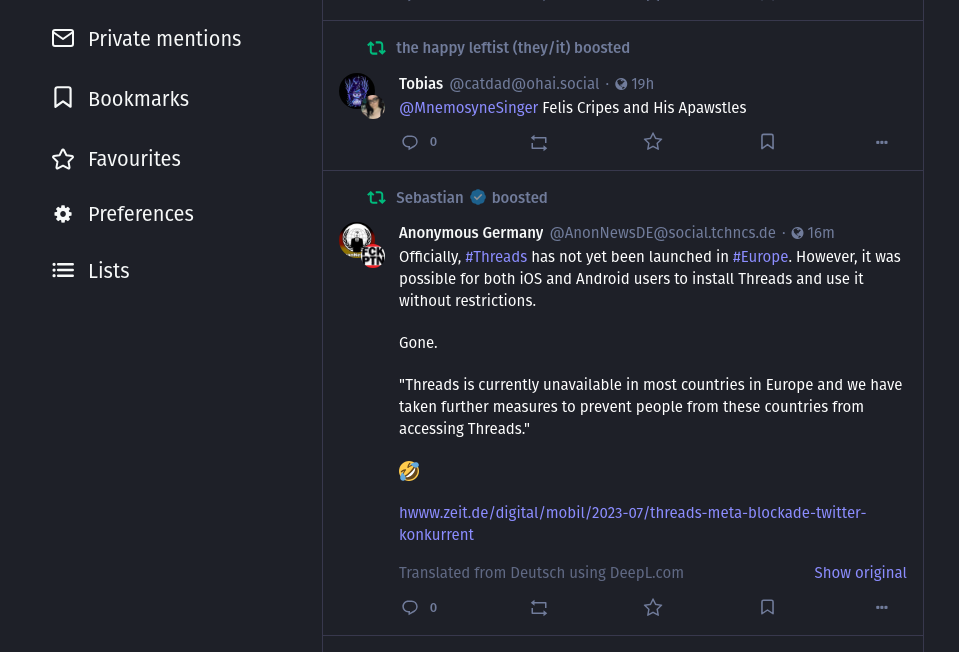 Private mentions
Bookmarks
Favourites
Preferences
Lists
the happy leftist (they/it) boosted
Tobias @catdad@ohai.social · 19h
@MnemosyneSinger Felis Cripes and His Apawstles
0
Sebastian boosted
Anonymous Germany @AnonNewsDE@social.tchncs.de · 16m
Officially, #Threads has not yet been launched in #Europe. However, it was
possible for both iOS and Android users to install Threads and use it
without restrictions.
Gone.
"Threads is currently unavailable in most countries in Europe and we have
taken further measures to prevent people from these countries from
accessing Threads."
hwww.zeit.de/digital/mobil/2023-07/threads-meta-blockade-twitter-
konkurrent
Translated from Deutsch using DeepL.com Show original
0